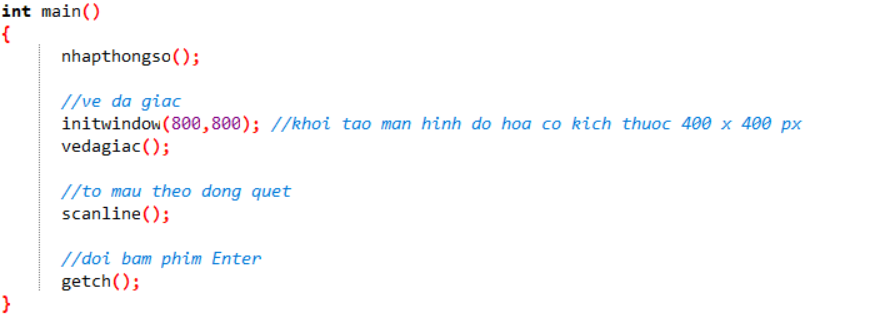 int main()
{
nhapthongso();
//ve da giac
initwindow(800,800); //khoi tao man hinh do hoa co kich thuoc 400 x 400 px
vedagiac();
//to mau theo dong quet
scanline();
//doi bam phim Enter
getch();
}